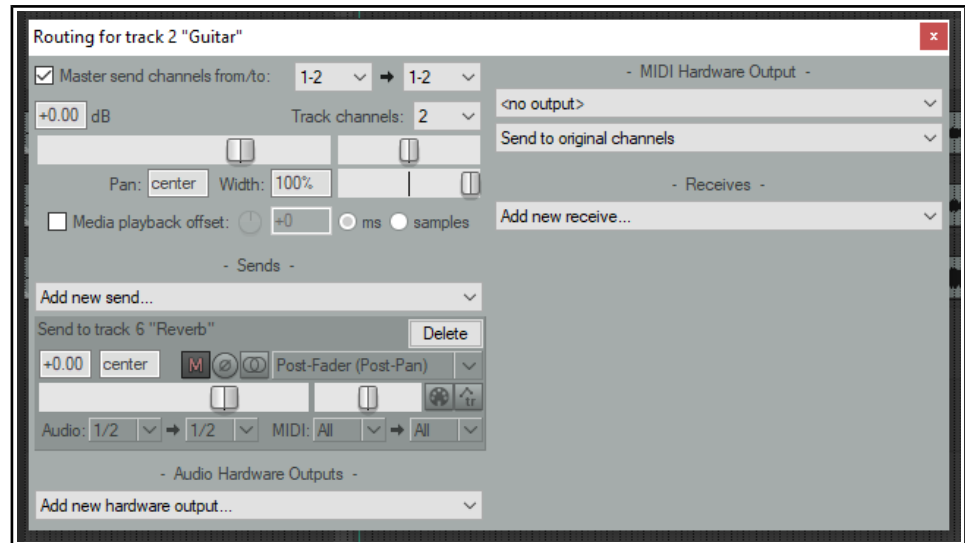 Routing for track 2 "Guitar"
x
Master send channels from/to: 1-2 1-2
+0.00 dB Track channels: 2
Pan: center Width: 100%
Media playback offset: +0 ms samples
- Sends -
Add new send...
Send to track 6 "Reverb" Delete
+0.00 center M Post-Fader (Post-Pan)
tr
Audio: 1/2 1/2 MIDI: All All
- Audio Hardware Outputs -
Add new hardware output...
- MIDI Hardware Output -
<no output>
Send to original channels
- Receives -
Add new receive...